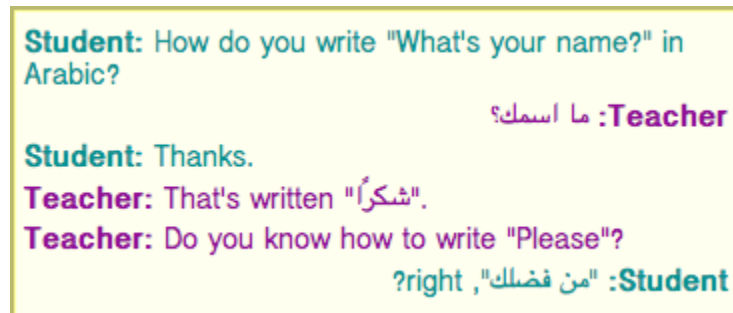 Student: How do you write "What's your name?" in
Arabic?
Teacher: ما اسمك؟
Student: Thanks.
Teacher: That's written "شكرًا".
Teacher: Do you know how to write "Please"?
Student: "من فضلك", right?